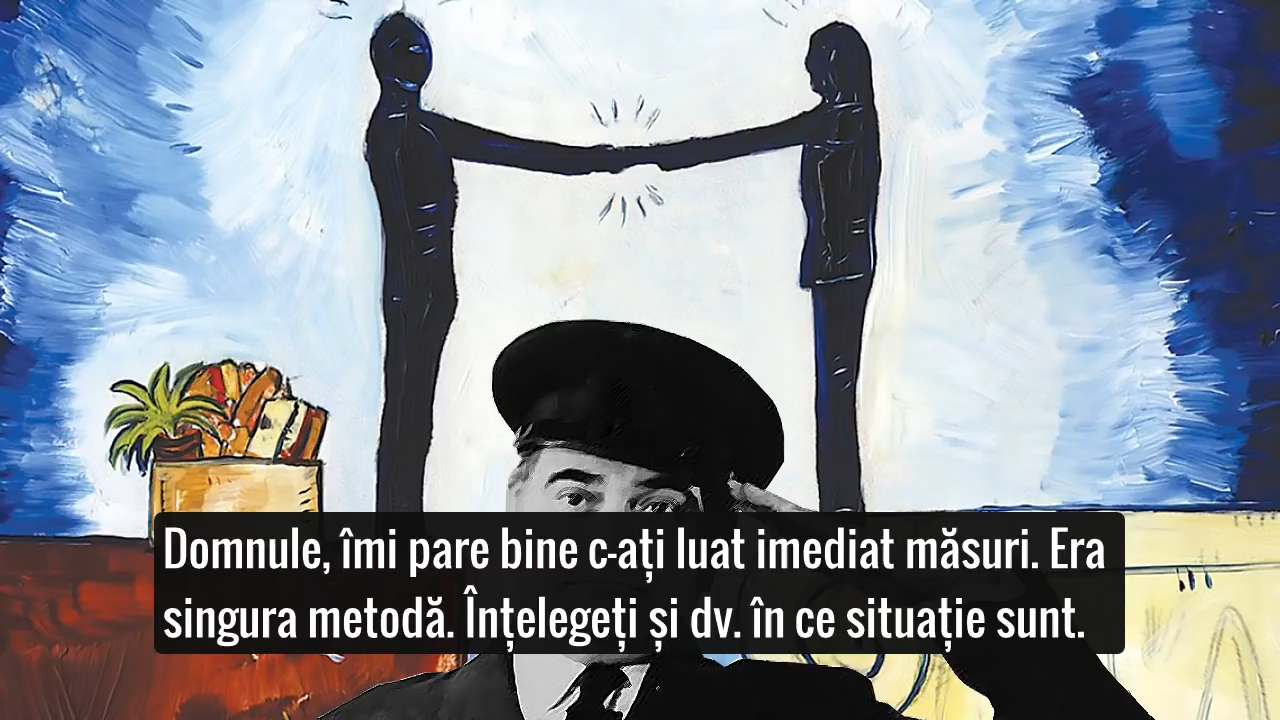 Domnule, îmi pare bine c-ați luat imediat măsuri. Era
singura metodă. Înțelegeți și dv. în ce situație sunt.